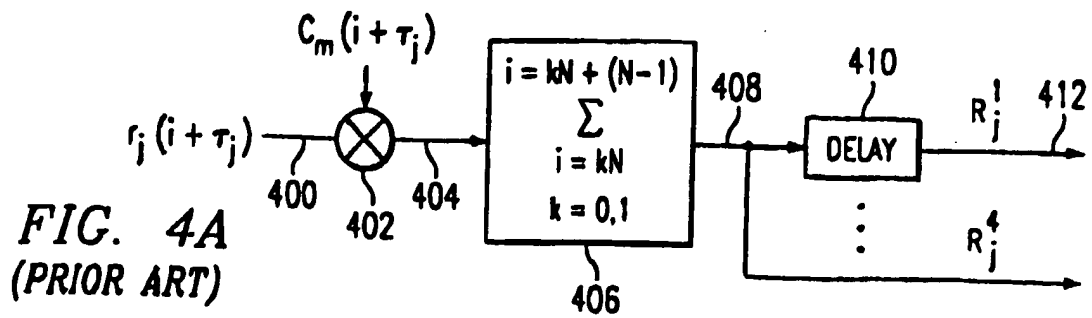 C_m(i + τ_j)
r_j(i + τ_j)
400
402
404
i = kN + (N-1)
Σ
i = kN
k = 0,1
406
408
410
DELAY
R_j^1
412
R_j^4
FIG. 4A
(PRIOR ART)